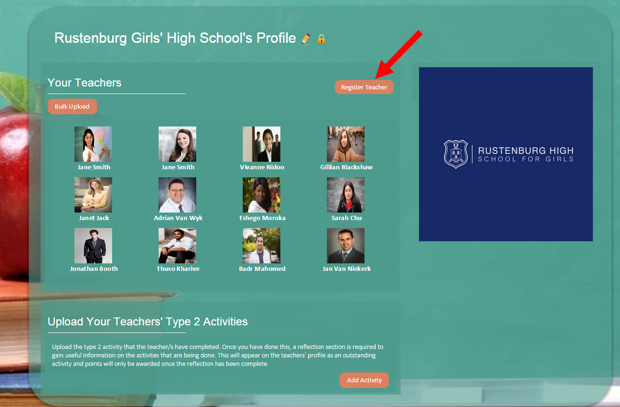 Rustenburg Girls' High School's Profile
Your Teachers
Register Teacher
Bulk Upload
Jane Smith
Jane Smith
Vivanne Nidoo
Gillian Blackshaw
Janet Jack
Adrian Van Wyk
Tshego Moroka
Sarah Chu
Jonathan Booth
Thuso Kharive
Badr Mahomed
Jan Van Niekerk
RUSTENBURG HIGH
SCHOOL FOR GIRLS
Upload Your Teachers' Type 2 Activities
Upload the type 2 activity that the teacher/s have completed. Once you have done this, a reflection section is required to
gain useful information on the activites that are being done. This will appear on the teachers' profile as an outstanding
activity and points will only be awarded once the reflection has been complete.
Add Activity